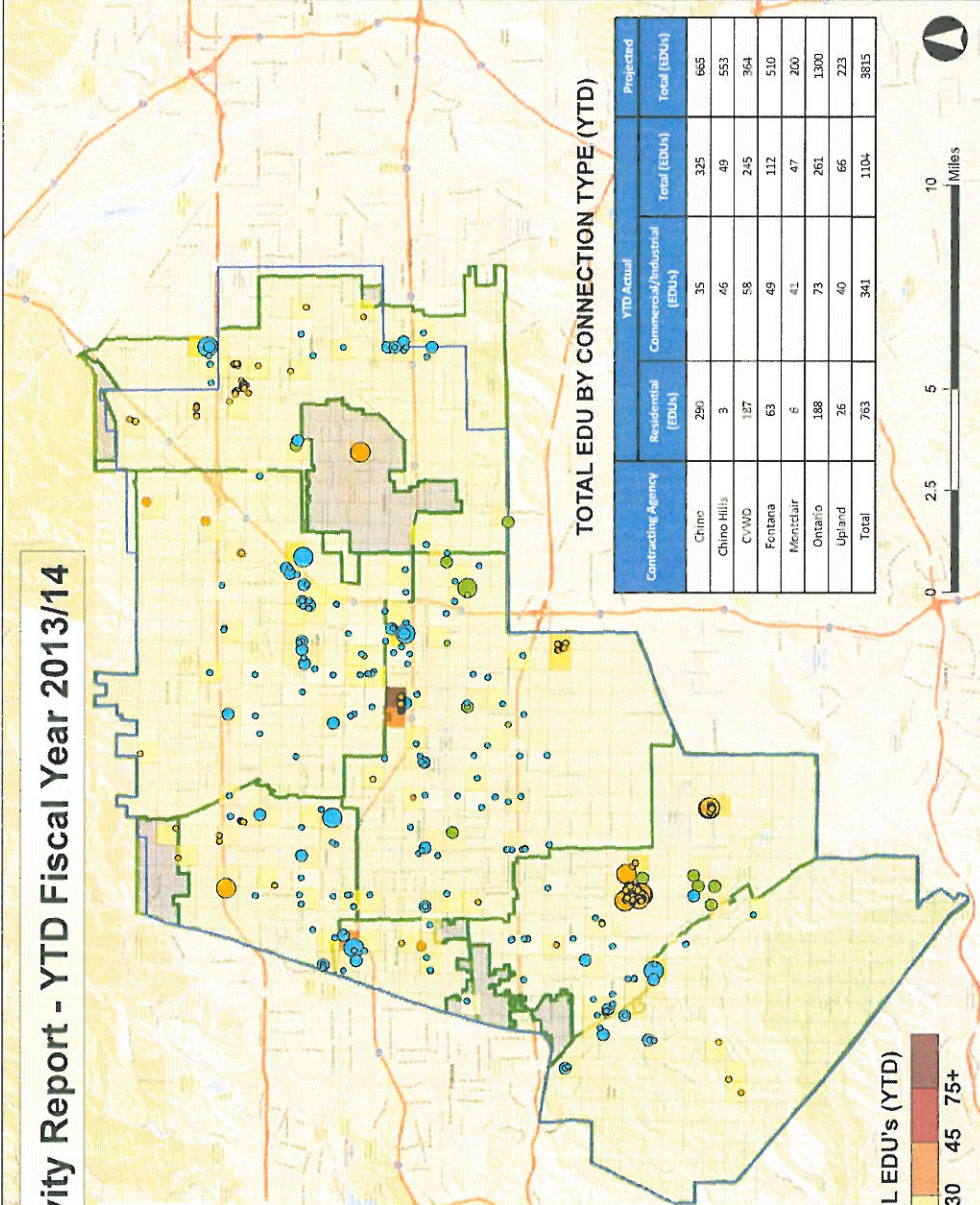 vity Report - YTD Fiscal Year 2013/14
TOTAL EDU BY CONNECTION TYPE (YTD)
Contracting Agency YTD Actual Projected
Residential (EDUs) Commercial/Industrial (EDUs) Total (EDUs) Total (EDUs)
Chino 290 35 325 665
Chino Hills 3 46 49 553
CVWD 187 58 245 364
Fontana 63 49 112 510
Montclair 6 41 47 200
Ontario 188 73 261 1300
Upland 26 40 66 223
Total 763 341 1104 3815
0 2.5 5 10
Miles
L EDU's (YTD)
30 45 75+